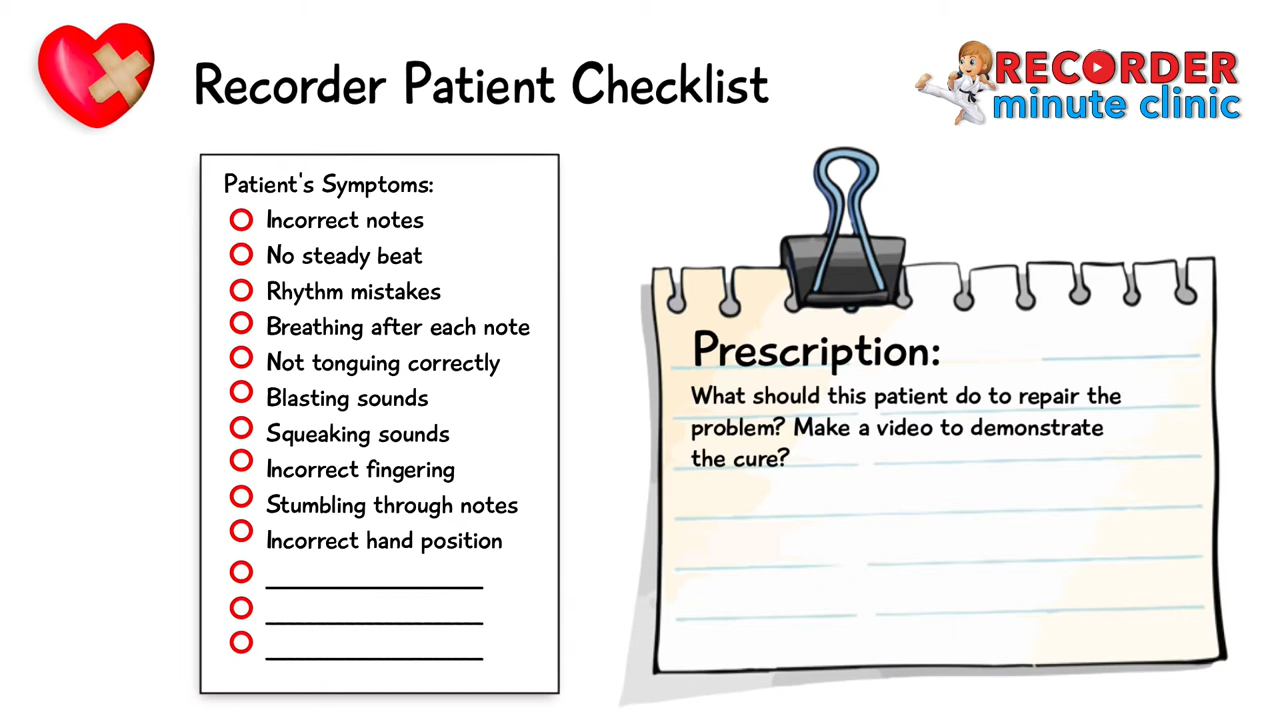 Recorder Patient Checklist
RECORDER
minute clinic
Patient's Symptoms:
Incorrect notes
No steady beat
Rhythm mistakes
Breathing after each note
Not tonguing correctly
Blasting sounds
Squeaking sounds
Incorrect fingering
Stumbling through notes
Incorrect hand position
Prescription:
What should this patient do to repair the
problem? Make a video to demonstrate
the cure?